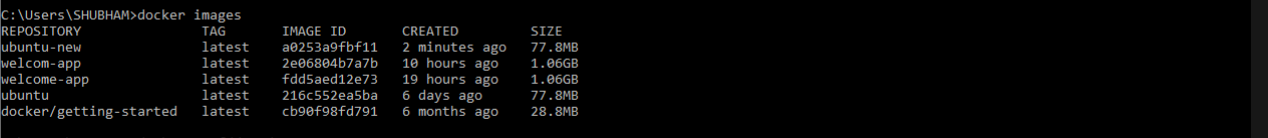 C:\Users\SHUBHAM>docker images
REPOSITORY TAG IMAGE ID CREATED SIZE
ubuntu-new latest a0253a9fbf11 2 minutes ago 77.8MB
welcom-app latest 2e06804b7a7b 10 hours ago 1.06GB
welcome-app latest fdd5aed12e73 19 hours ago 1.06GB
ubuntu latest 216c552ea5ba 6 days ago 77.8MB
docker/getting-started latest cb90f98fd791 6 months ago 28.8MB